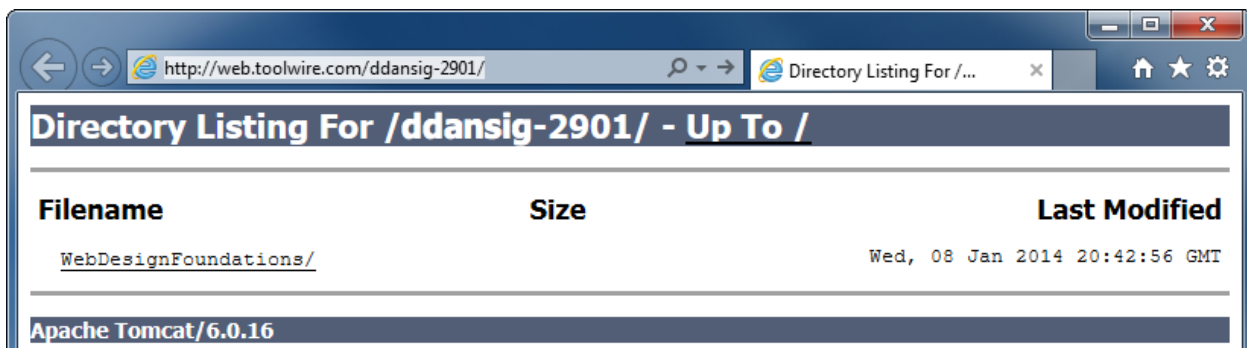 http://web.toolwire.com/ddansig-2901/
Directory Listing For /...
Directory Listing For /ddansig-2901/ - Up To /
Filename Size Last Modified
WebDesignFoundations/ Wed, 08 Jan 2014 20:42:56 GMT
Apache Tomcat/6.0.16